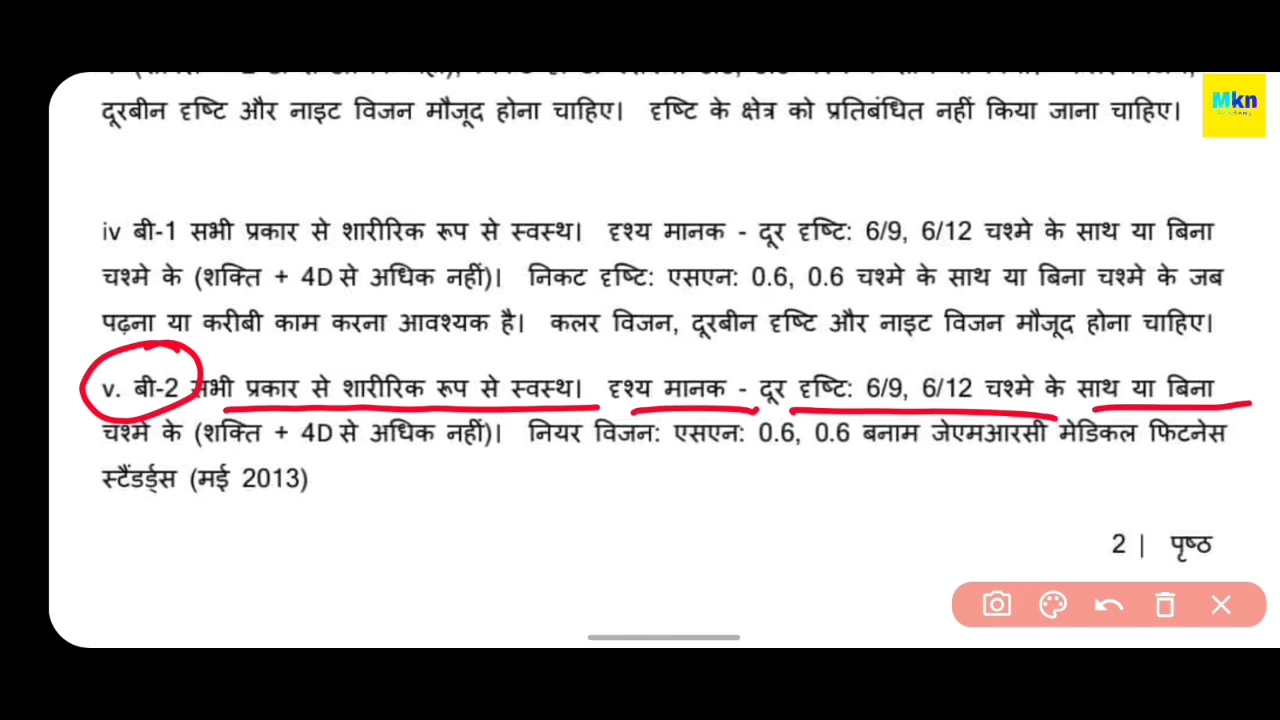 दूरबीन दृष्टि और नाइट विजन मौजूद होना चाहिए। दृष्टि के क्षेत्र को प्रतिबंधित नहीं किया जाना चाहिए।
Mkn
iv बी-1 सभी प्रकार से शारीरिक रूप से स्वस्थ। दृश्य मानक - दूर दृष्टि: 6/9, 6/12 चश्मे के साथ या बिना
चश्मे के (शक्ति + 4D से अधिक नहीं)। निकट दृष्टि: एसएन: 0.6, 0.6 चश्मे के साथ या बिना चश्मे के जब
पढ़ना या करीबी काम करना आवश्यक है। कलर विजन, दूरबीन दृष्टि और नाइट विजन मौजूद होना चाहिए।
v. बी-2 सभी प्रकार से शारीरिक रूप से स्वस्थ। दृश्य मानक - दूर दृष्टि: 6/9, 6/12 चश्मे के साथ या बिना
चश्मे के (शक्ति + 4D से अधिक नहीं)। नियर विजन: एसएन: 0.6, 0.6 बनाम जेएमआरसी मेडिकल फिटनेस
स्टैंडर्ड्स (मई 2013)
2 | पृष्ठ